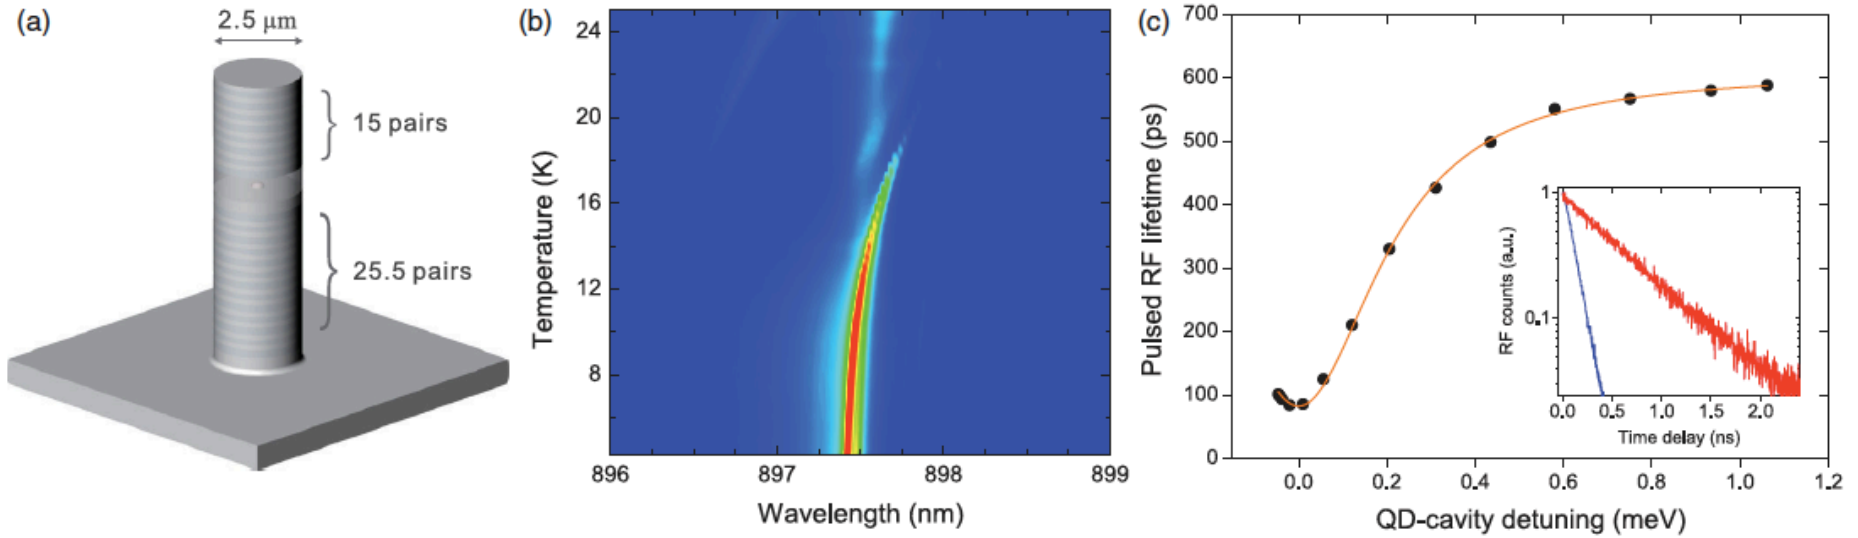 (a)
2.5 μm
15 pairs
25.5 pairs
(b)
Temperature (K)
24
20
16
12
8
896
897
898
899
Wavelength (nm)
(c)
Pulsed RF lifetime (ps)
700
600
500
400
300
200
100
0
0.0
0.2
0.4
0.6
0.8
1.0
1.2
QD-cavity detuning (meV)
RF counts (a.u.)
1
0.1
0.0
0.5
1.0
1.5
2.0
Time delay (ns)